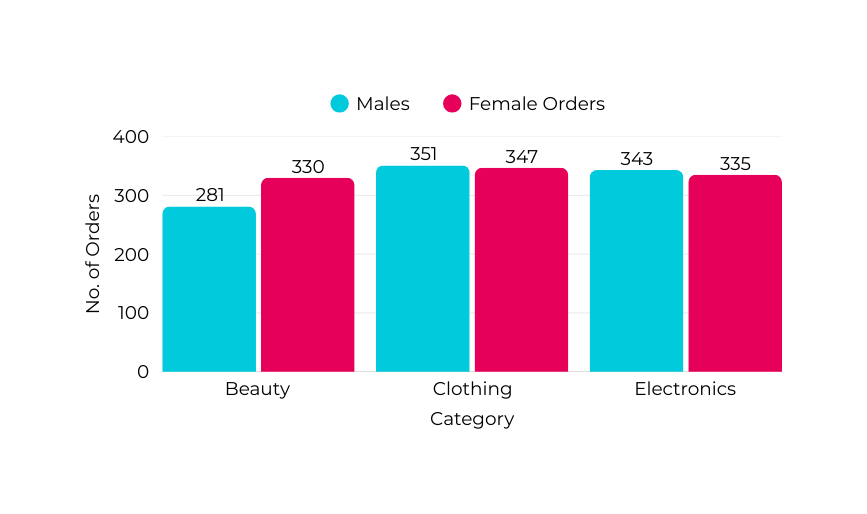 Males Female Orders
400
300
200
100
0
No. of Orders
281 330 351 347 343 335
Beauty Clothing Electronics
Category